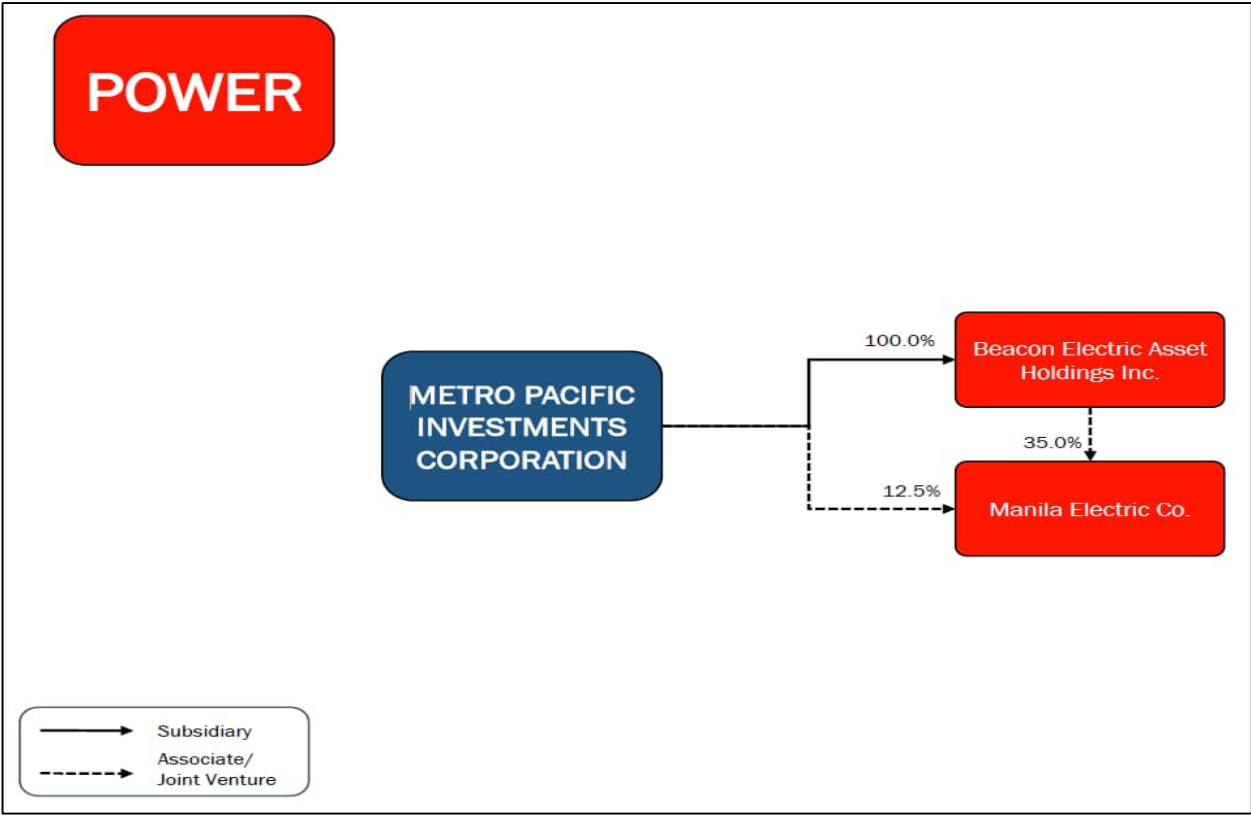 POWER
100.0%
Beacon Electric Asset
Holdings Inc.
METRO PACIFIC
INVESTMENTS
CORPORATION
35.0%
12.5%
Manila Electric Co.
Subsidiary
Associate/
Joint Venture